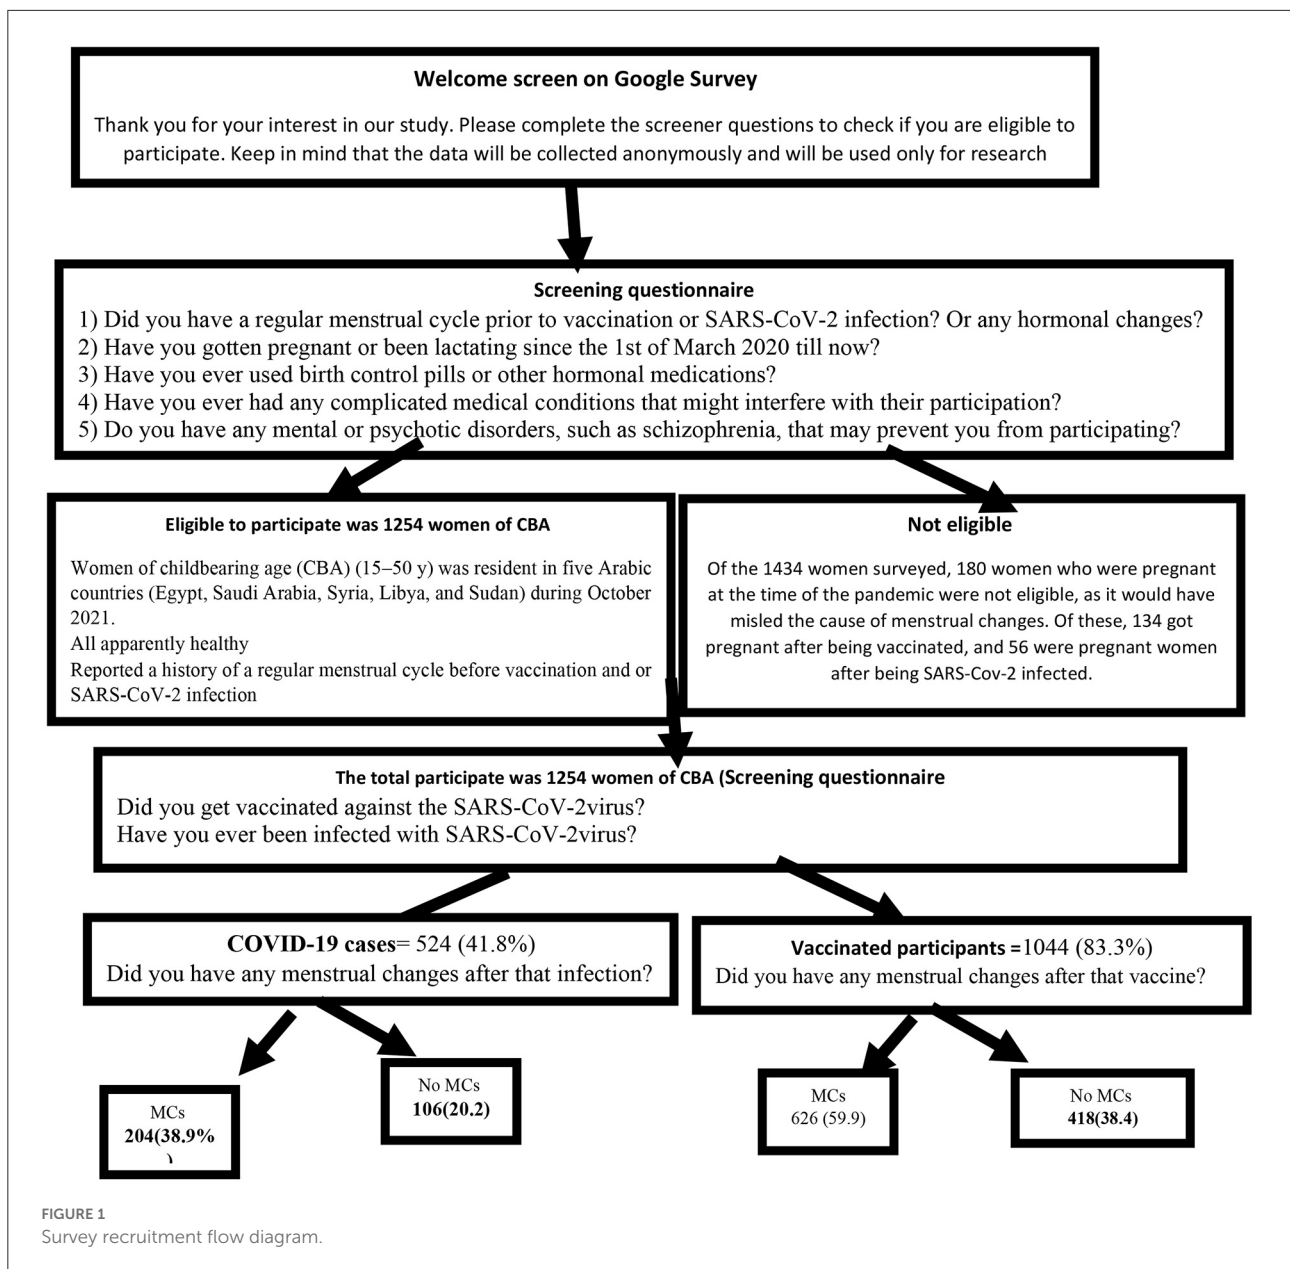 Welcome screen on Google Survey
Thank you for your interest in our study. Please complete the screener questions to check if you are eligible to
participate. Keep in mind that the data will be collected anonymously and will be used only for research
Screening questionnaire
1) Did you have a regular menstrual cycle prior to vaccination or SARS-CoV-2 infection? Or any hormonal changes?
2) Have you gotten pregnant or been lactating since the 1st of March 2020 till now?
3) Have you ever used birth control pills or other hormonal medications?
4) Have you ever had any complicated medical conditions that might interfere with their participation?
5) Do you have any mental or psychotic disorders, such as schizophrenia, that may prevent you from participating?
Eligible to participate was 1254 women of CBA
Women of childbearing age (CBA) (15–50 y) was resident in five Arabic
countries (Egypt, Saudi Arabia, Syria, Libya, and Sudan) during October
2021.
All apparently healthy
Reported a history of a regular menstrual cycle before vaccination and or
SARS-CoV-2 infection
Not eligible
Of the 1434 women surveyed, 180 women who were pregnant
at the time of the pandemic were not eligible, as it would have
misled the cause of menstrual changes. Of these, 134 got
pregnant after being vaccinated, and 56 were pregnant women
after being SARS-Cov-2 infected.
The total participate was 1254 women of CBA (Screening questionnaire
Did you get vaccinated against the SARS-CoV-2virus?
Have you ever been infected with SARS-CoV-2virus?
COVID-19 cases= 524 (41.8%)
Did you have any menstrual changes after that infection?
Vaccinated participants =1044 (83.3%)
Did you have any menstrual changes after that vaccine?
MCs
204(38.9%
)
No MCs
106(20.2)
MCs
626 (59.9)
No MCs
418(38.4)
FIGURE 1
Survey recruitment flow diagram.